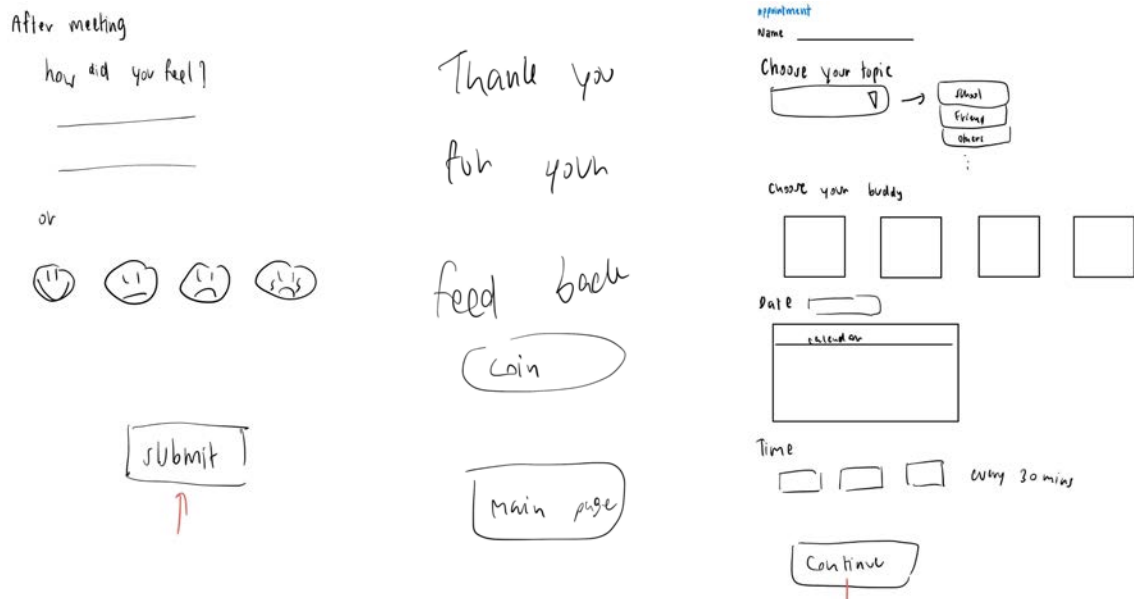 After meeting
how did you feel?
or
submit
Thank you
for your
feed back
coin
Main page
appointment
Name
Choose your topic
school
Friend
others
Choose your buddy
Date
calendar
Time
every 30 mins
Continue